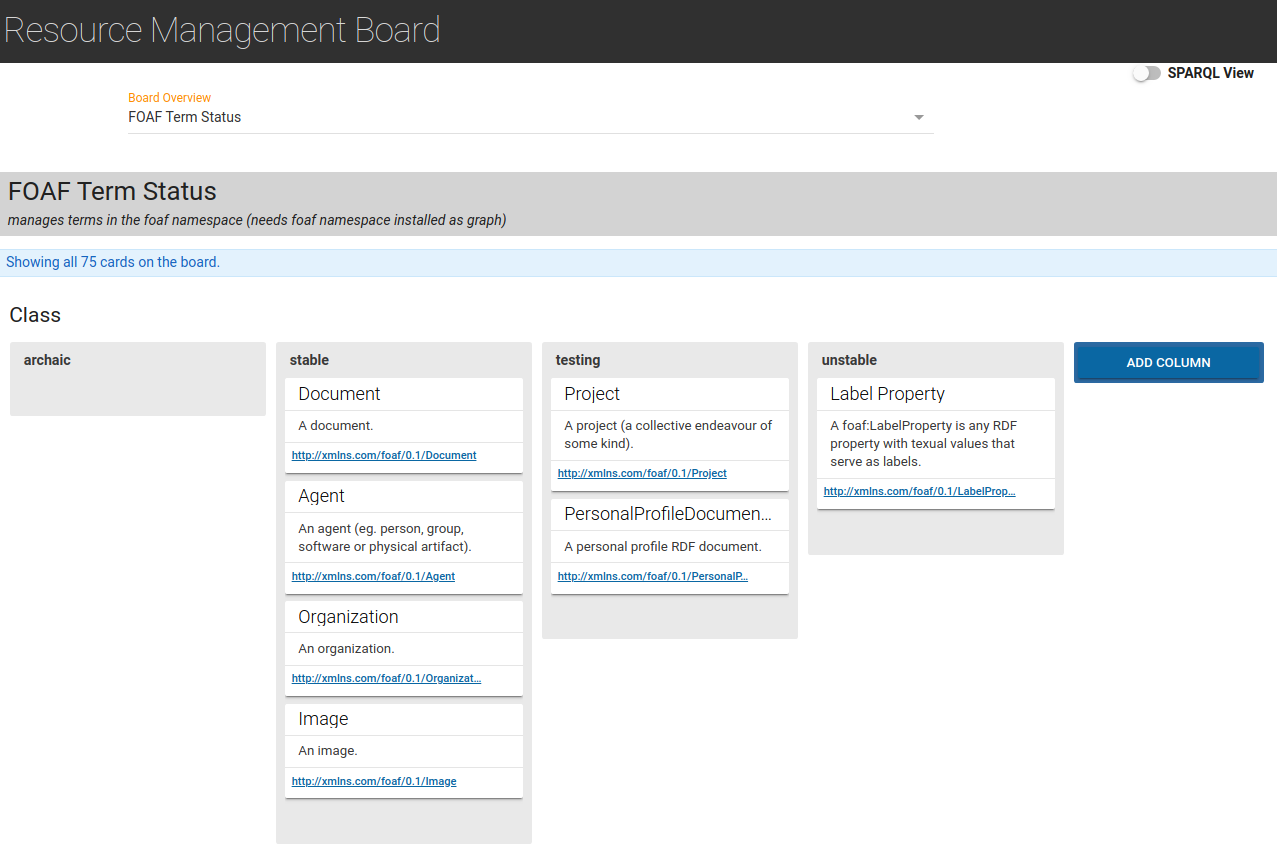 Resource Management Board
SPARQL View
Board Overview
FOAF Term Status
FOAF Term Status
manages terms in the foaf namespace (needs foaf namespace installed as graph)
Showing all 75 cards on the board.
Class
archaic
stable
Document
A document.
http://xmlns.com/foaf/0.1/Document
Agent
An agent (eg. person, group,
software or physical artifact).
http://xmlns.com/foaf/0.1/Agent
Organization
An organization.
http://xmlns.com/foaf/0.1/Organizat...
Image
An image.
http://xmlns.com/foaf/0.1/Image
testing
Project
A project (a collective endeavour of
some kind).
http://xmlns.com/foaf/0.1/Project
PersonalProfileDocumen...
A personal profile RDF document.
http://xmlns.com/foaf/0.1/PersonalP...
unstable
Label Property
A foaf:LabelProperty is any RDF
property with texual values that
serve as labels.
http://xmlns.com/foaf/0.1/LabelProp...
ADD COLUMN